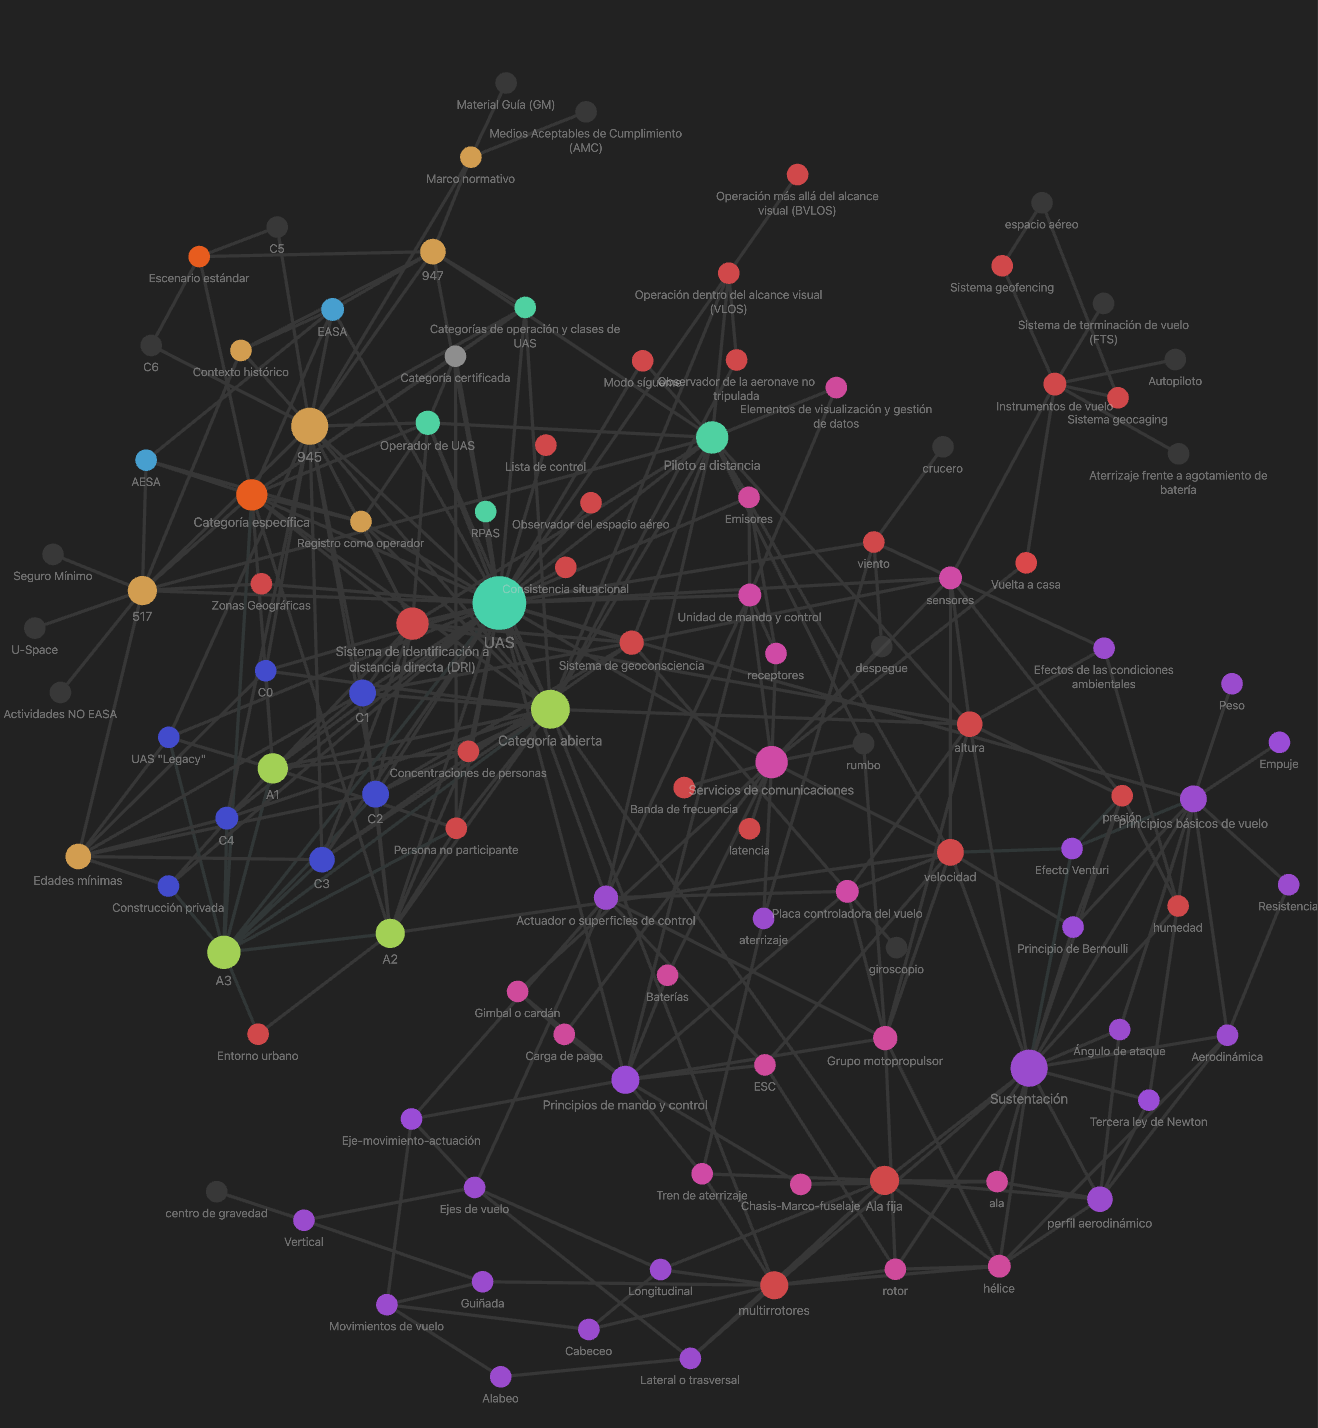 Material Guía (GM)
Medios Aceptables de Cumplimiento
(AMC)
Marco normativo
Operación más allá del alcance
visual (BVLOS)
espacio aéreo
C5
Escenario estándar
947
Sistema geofencing
Operación dentro del alcance visual
(VLOS)
EASA
Categorías de operación y clases de
UAS
Sistema de terminación de vuelo
(FTS)
C6
Contexto histórico
Categoría certificada
Modo sígueme
Observador de la aeronave no
tripulada
Autopiloto
Elementos de visualización y gestión
de datos
Instrumentos de vuelo
Sistema geocaging
945
Operador de UAS
Lista de control
Piloto a distancia
crucero
Aterrizaje frente a agotamiento de
batería
AESA
Categoría específica
Registro como operador
RPAS
Observador del espacio aéreo
Emisores
viento
Seguro Mínimo
Zonas Geográficas
Consistencia situacional
Vuelta a casa
517
sensores
Unidad de mando y control
U-Space
UAS
Sistema de identificación a
distancia directa (DRI)
Sistema de geoconsciencia
receptores
despegue
Efectos de las condiciones
ambientales
C0
Peso
Actividades NO EASA
C1
Categoría abierta
altura
UAS "Legacy"
Concentraciones de personas
rumbo
Empuje
A1
Servicios de comunicaciones
Banda de frecuencia
C2
presión
Principios básicos de vuelo
C4
Persona no participante
latencia
Edades mínimas
C3
velocidad
Efecto Venturi
Construcción privada
Actuador o superficies de control
Placa controladora del vuelo
Resistencia
aterrizaje
Principio de Bernoulli
humedad
A3
A2
giroscopio
Gimbal o cardán
Baterías
Entorno urbano
Carga de pago
Grupo motopropulsor
Ángulo de ataque
Aerodinámica
ESC
Principios de mando y control
Sustentación
Tercera ley de Newton
Eje-movimiento-actuación
Tren de aterrizaje
Chasis-Marco-fuselaje
Ala fija
ala
centro de gravedad
Ejes de vuelo
perfil aerodinámico
Vertical
Longitudinal
rotor
hélice
Guiñada
multirrotores
Movimientos de vuelo
Cabeceo
Lateral o trasversal
Alabeo